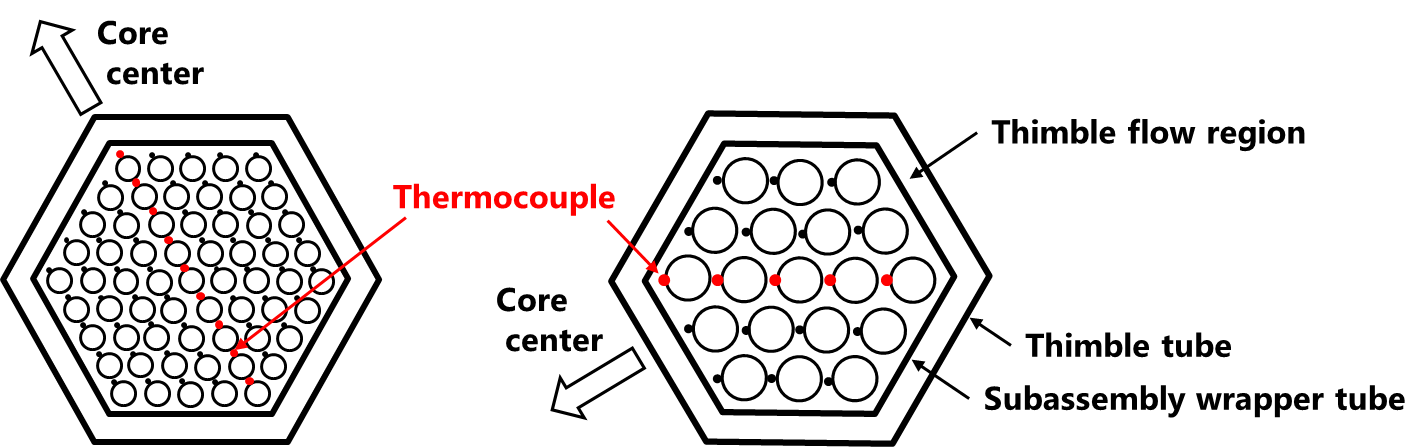 Core
center
Thimble flow region
Thermocouple
Core
center
Thimble tube
Subassembly wrapper tube